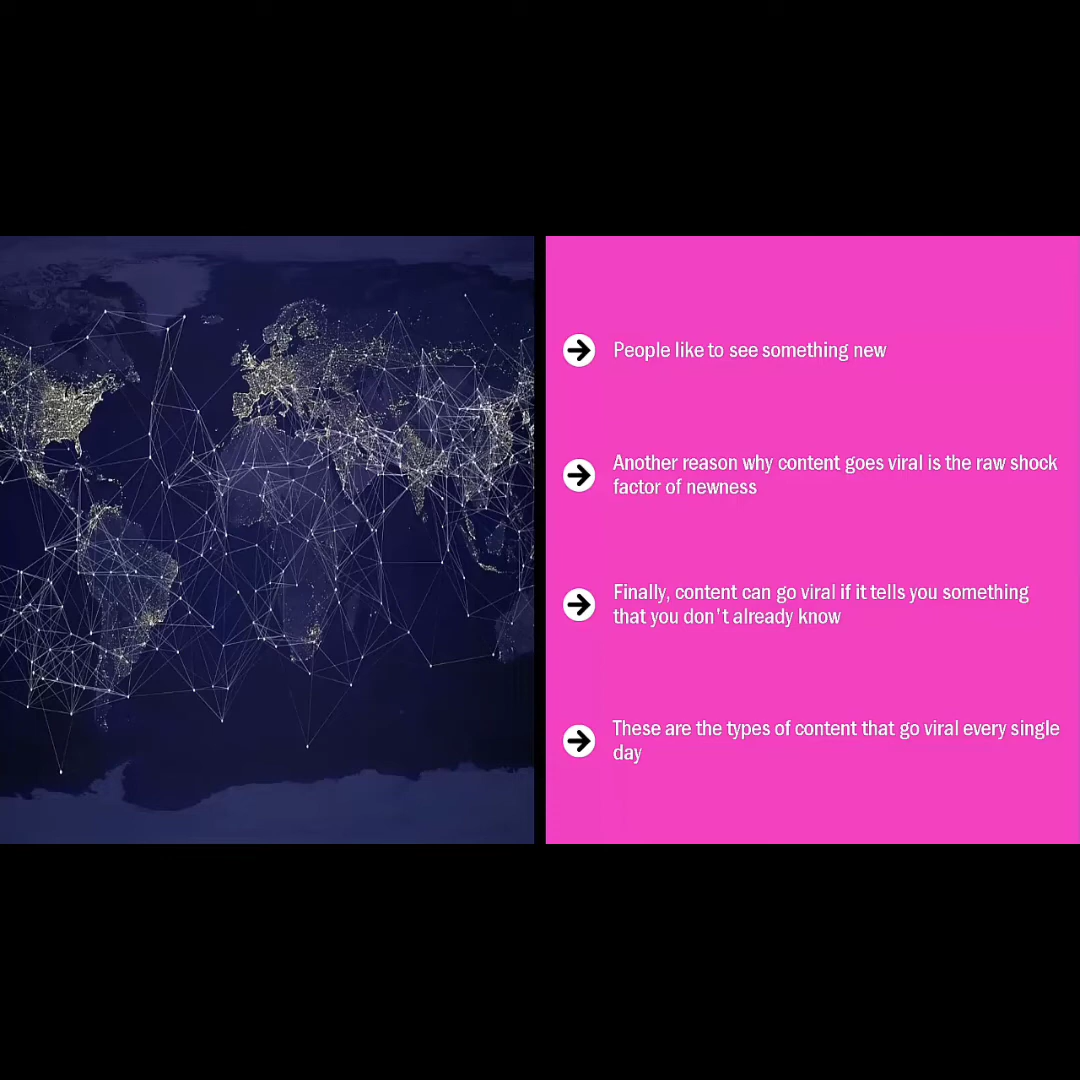 People like to see something new
Another reason why content goes viral is the raw shock
factor of newness
Finally, content can go viral if it tells you something
that you don't already know
These are the types of content that go viral every single
day